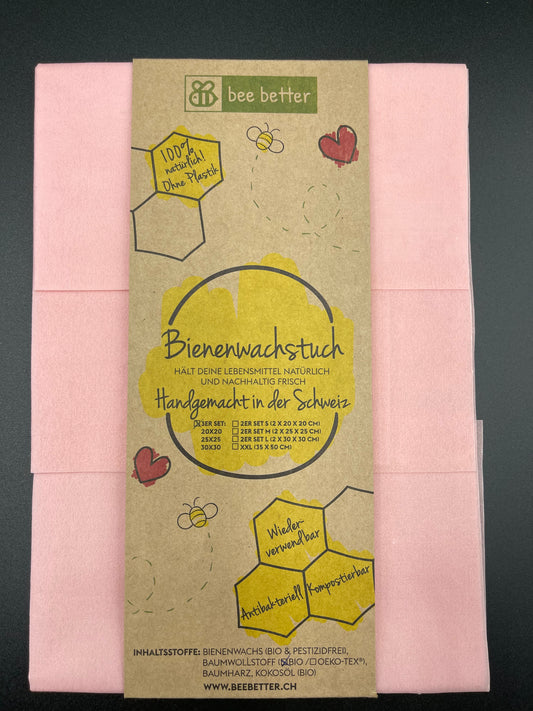 bee better
100%
natürlich!
Ohne Plastik
Bienenwachstuch
HÄLT DEINE LEBENSMITTEL NATÜRLICH
UND NACHHALTIG FRISCH
Handgemacht in der Schweiz
☒3ER SET: ☐ 2ER SET S (2 X 20 X 20 CM)
20X20 ☐ 2ER SET M (2 X 25 X 25 CM)
25X25 ☐ 2ER SET L (2 X 30 X 30 CM)
30X30 ☐ XXL (35 X 50 CM)
Wieder-
verwendbar
Antibakteriell
Kompostierbar
INHALTSSTOFFE: BIENENWACHS (BIO & PESTIZIDFREI),
BAUMWOLLSTOFF (☒BIO / ☐ OEKO-TEX®),
BAUMHARZ, KOKOSÖL (BIO)
WWW.BEEBETTER.CH